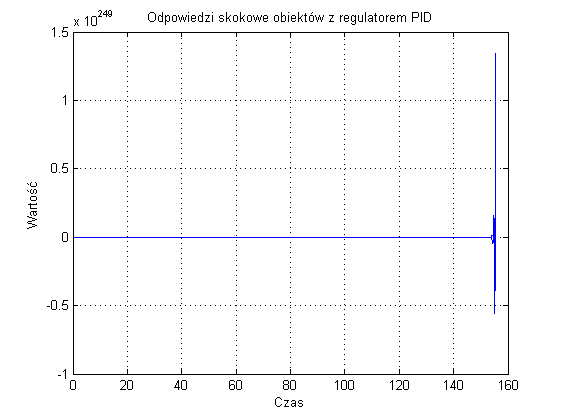 Odpowiedzi skokowe obiektów z regulatorem PID
x 10^249
1.5
1
0.5
0
-0.5
-1
Wartość
0 20 40 60 80 100 120 140 160
Czas